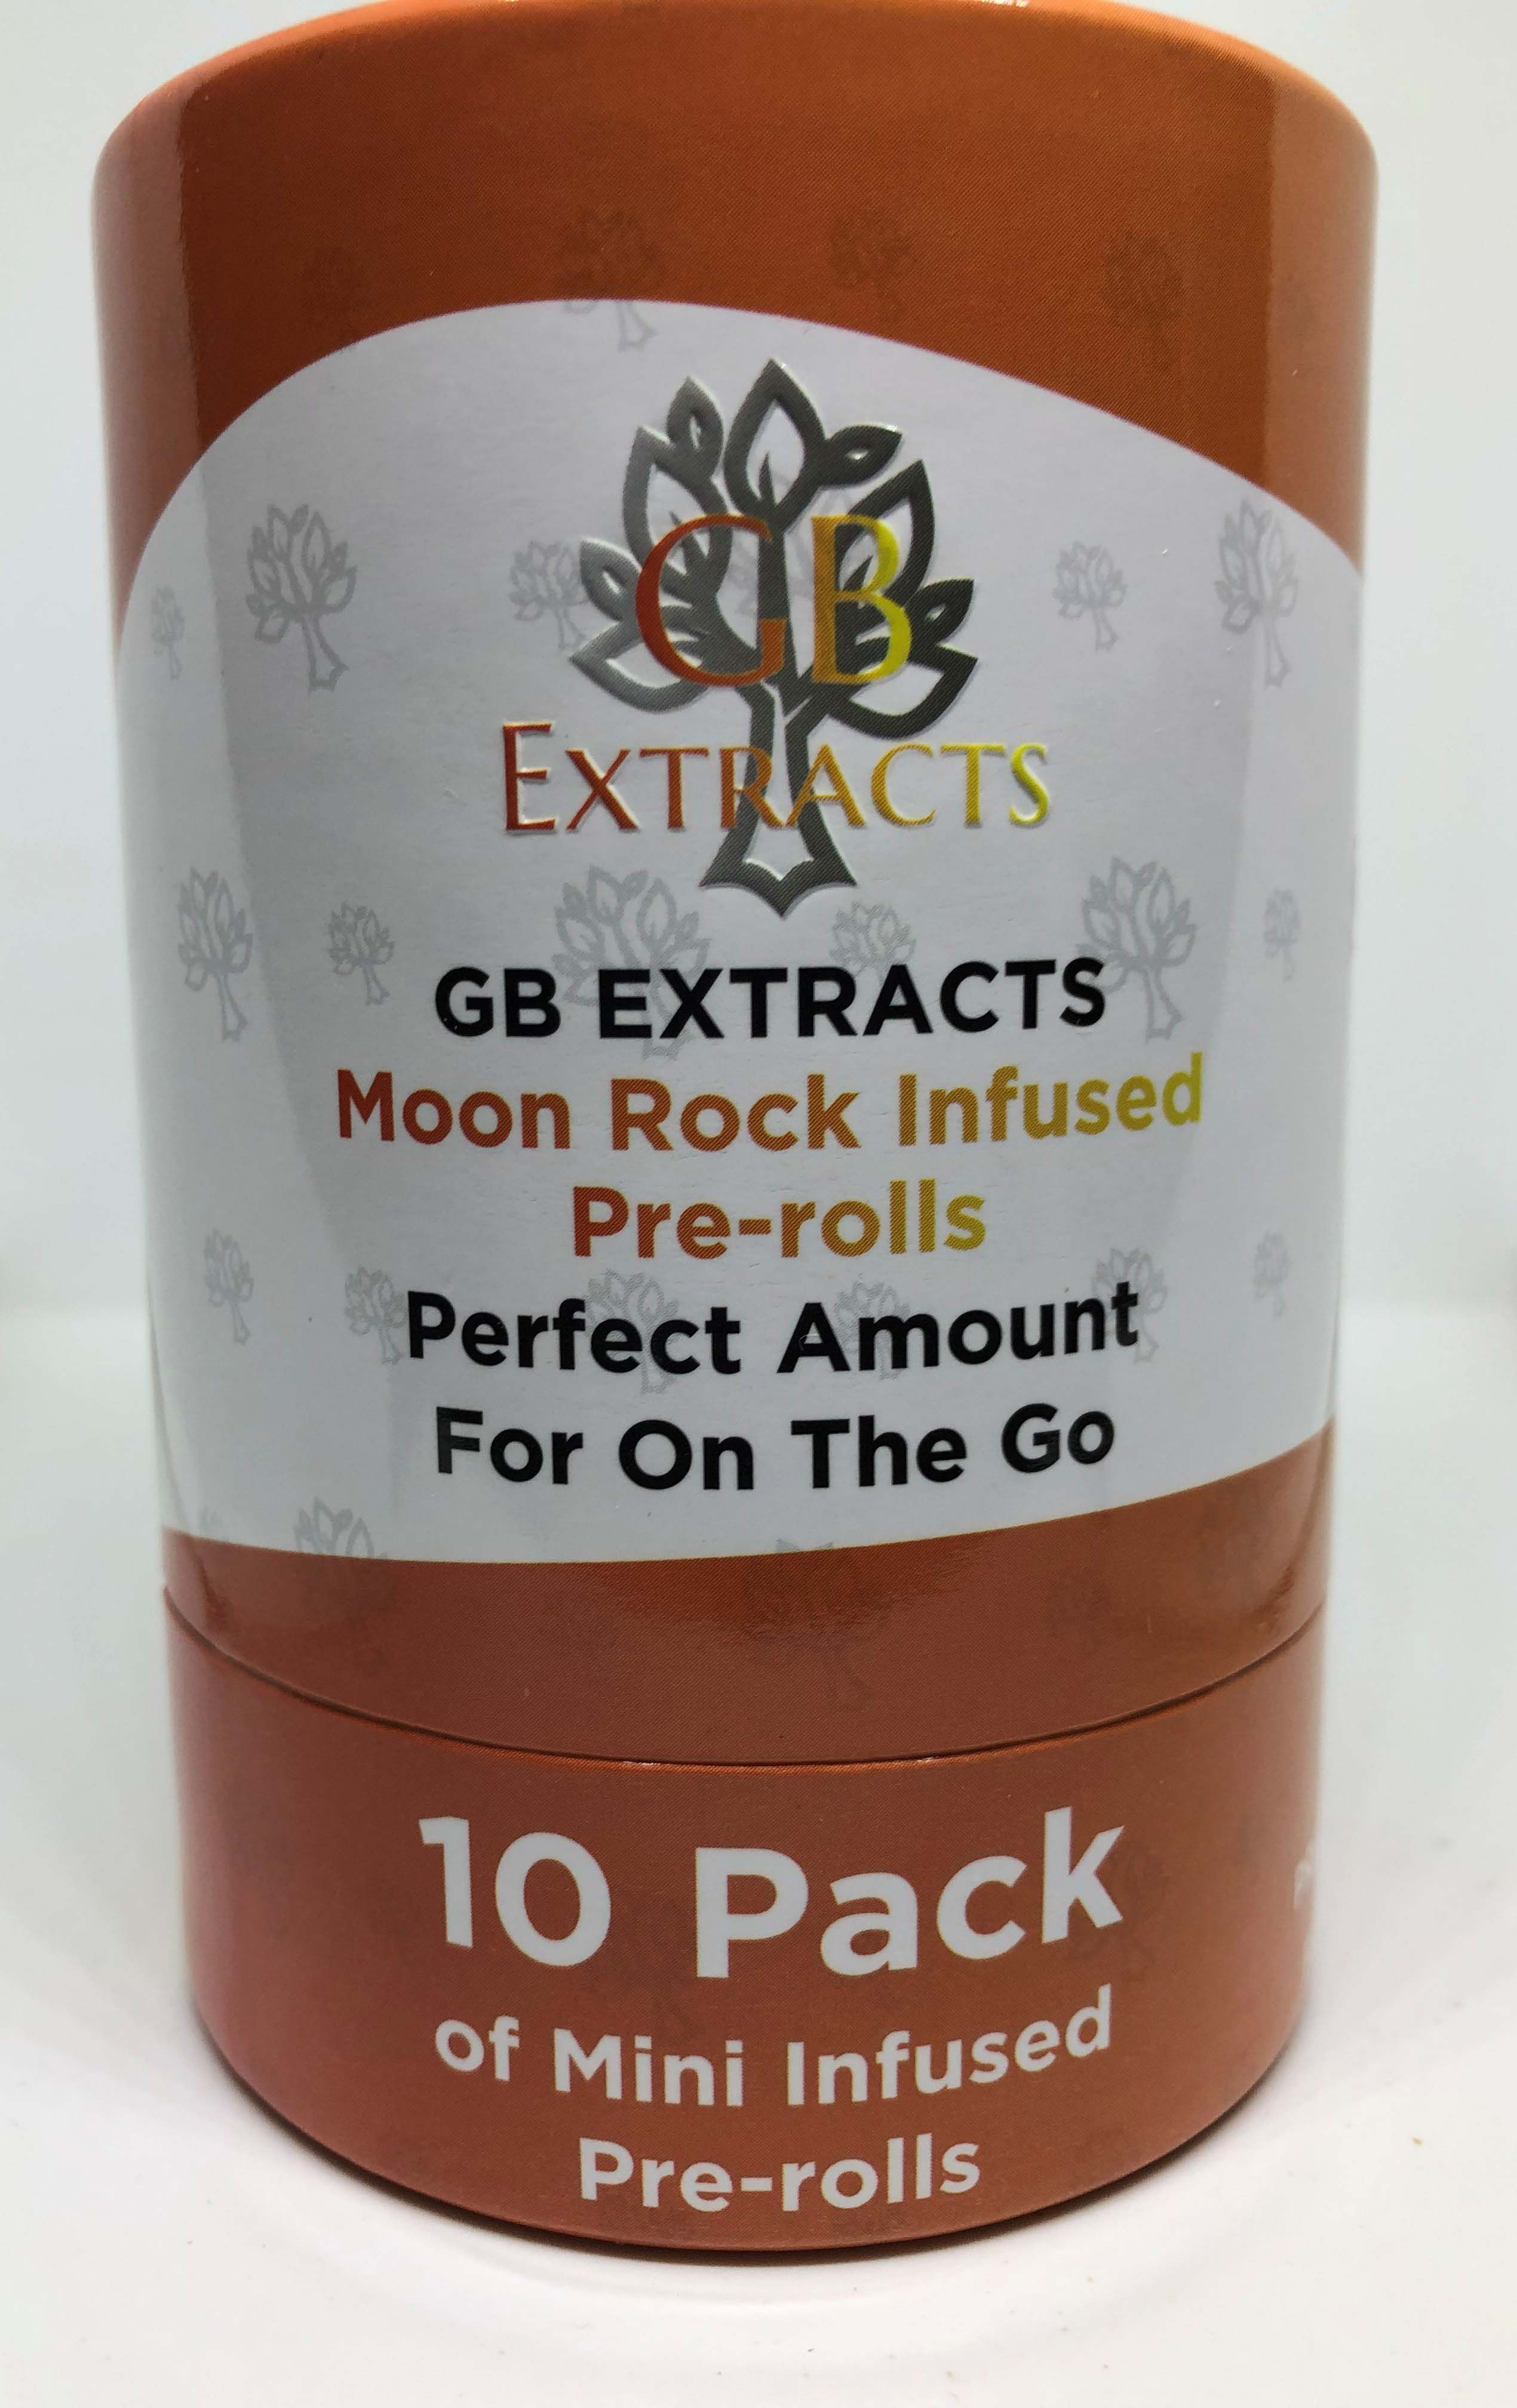 GB
EXTRACTS
GB EXTRACTS
Moon Rock Infused
Pre-rolls
Perfect Amount
For On The Go
10 Pack
of Mini Infused
Pre-rolls